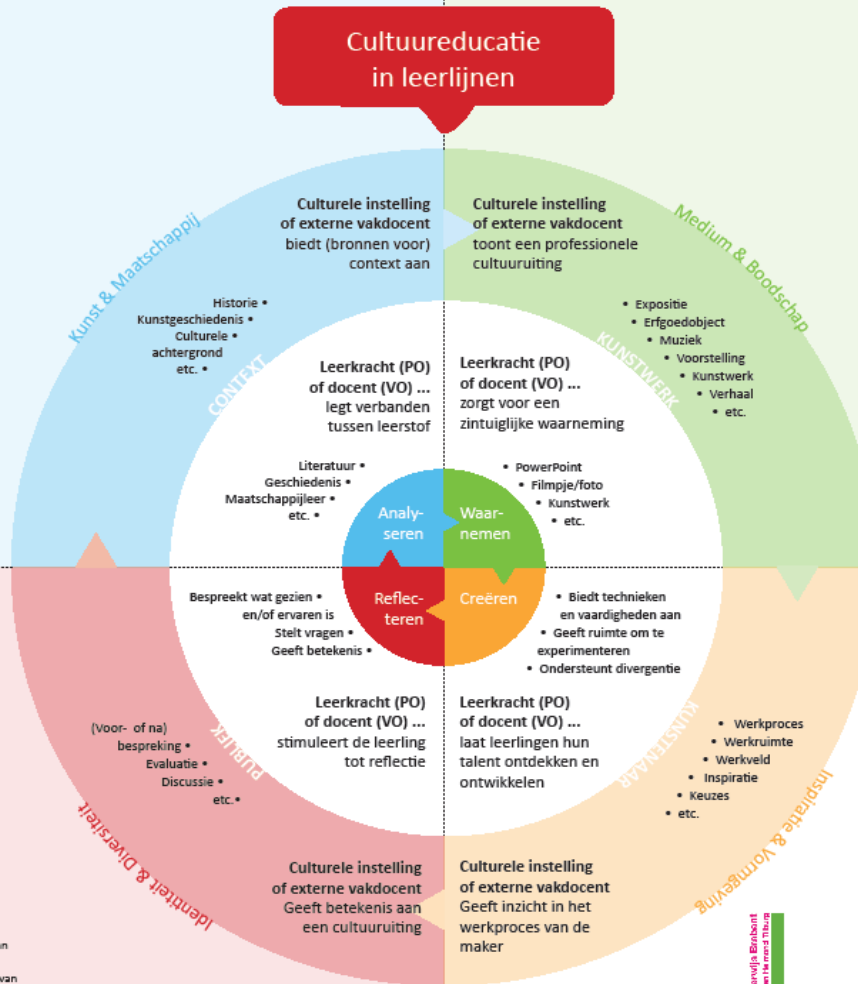 Cultuureducatie
in leerlijnen
Kunst & Maatschappij
Culturele instelling
of externe vakdocent
biedt (bronnen voor)
context aan
Historie •
Kunstgeschiedenis •
Culturele •
achtergrond
etc. •
CONTEXT
Leerkracht (PO)
of docent (VO) ...
legt verbanden
tussen leerstof
Literatuur •
Geschiedenis •
Maatschappijleer •
etc. •
Analy-
seren
Medium & Boodschap
Culturele instelling
of externe vakdocent
toont een professionele
cultuuruiting
• Expositie
• Erfgoedobject
• Muziek
• Voorstelling
• Kunstwerk
• Verhaal
• etc.
KUNSTWERK
Leerkracht (PO)
of docent (VO) ...
zorgt voor een
zintuiglijke waarneming
• PowerPoint
• Filmpje/foto
• Kunstwerk
• etc.
Waar-
nemen
Reflec-
teren
Bespreekt wat gezien •
en/of ervaren is
Stelt vragen •
Geeft betekenis •
Leerkracht (PO)
of docent (VO) ...
stimuleert de leerling
tot reflectie
PUBLIEK
(Voor- of na)
bespreking •
Evaluatie •
Discussie •
etc.•
Identiteit & Diversiteit
Culturele instelling
of externe vakdocent
Geeft betekenis aan
een cultuuruiting
Creëren
• Biedt technieken
en vaardigheden aan
• Geeft ruimte om te
experimenteren
• Ondersteunt divergentie
Leerkracht (PO)
of docent (VO) ...
laat leerlingen hun
talent ontdekken en
ontwikkelen
KUNSTENAAR
• Werkproces
• Werkruimte
• Werkveld
• Inspiratie
• Keuzes
• etc.
Inspiratie & Vormgeving
Culturele instelling
of externe vakdocent
Geeft inzicht in het
werkproces van de
maker
van
Brabant
Tilburg